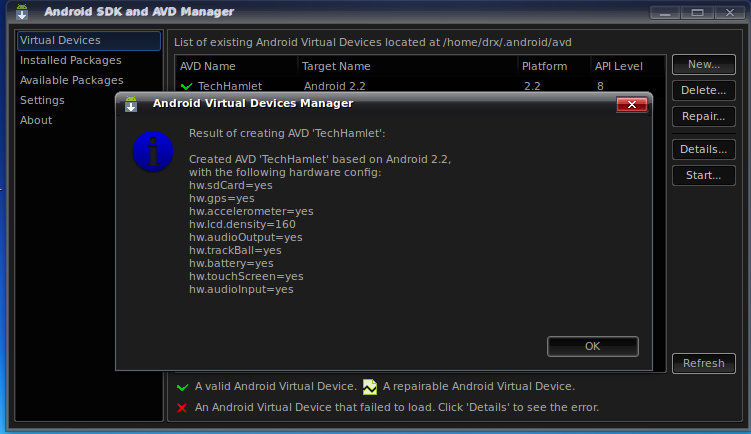 Android SDK and AVD Manager
Virtual Devices
Installed Packages
Available Packages
Settings
About
List of existing Android Virtual Devices located at /home/drx/.android/avd
AVD Name Target Name Platform API Level
TechHamlet Android 2.2 2.2 8
New...
Delete...
Repair...
Details...
Start...
Refresh
Android Virtual Devices Manager
Result of creating AVD 'TechHamlet':
Created AVD 'TechHamlet' based on Android 2.2,
with the following hardware config:
hw.sdCard=yes
hw.gps=yes
hw.accelerometer=yes
hw.lcd.density=160
hw.audioOutput=yes
hw.trackBall=yes
hw.battery=yes
hw.touchScreen=yes
hw.audioInput=yes
OK
A valid Android Virtual Device. A repairable Android Virtual Device.
An Android Virtual Device that failed to load. Click 'Details' to see the error.